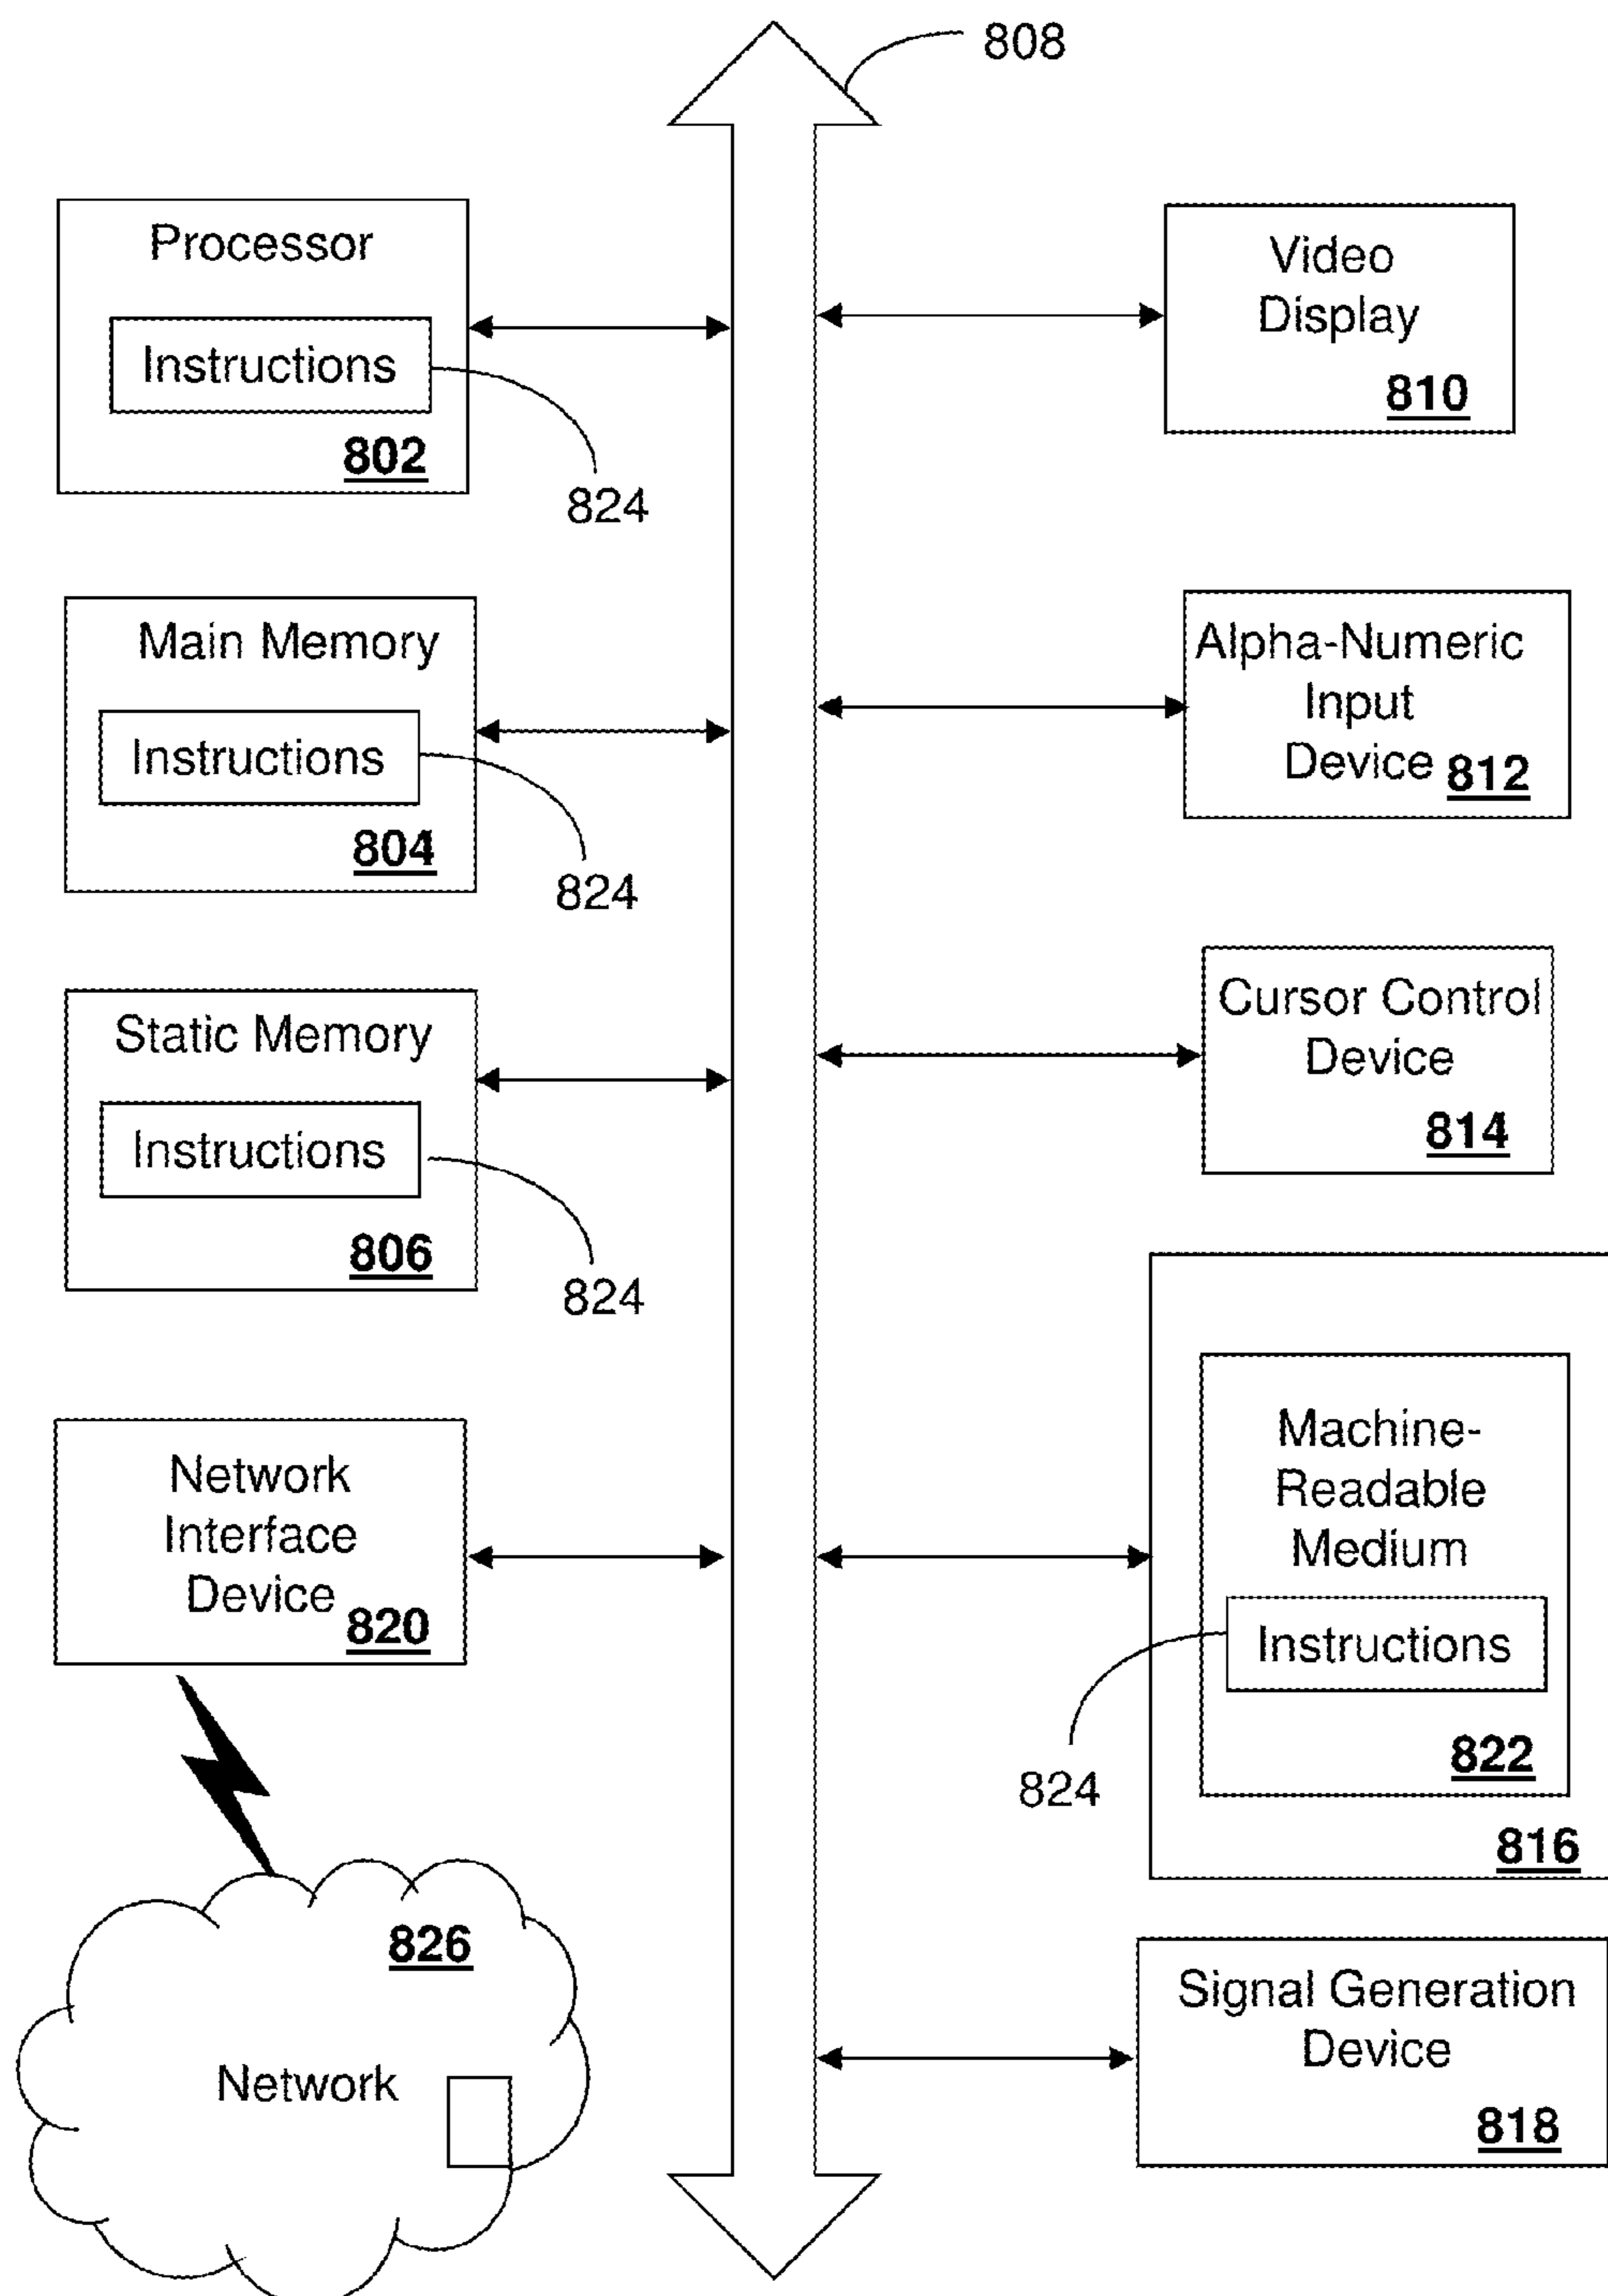 808
Processor
Instructions
802
824
Main Memory
Instructions
804
824
Static Memory
Instructions
806
824
Network
Interface
Device
820
826
Network
Video
Display
810
Alpha-Numeric
Input
Device
812
Cursor Control
Device
814
Machine-
Readable
Medium
Instructions
822
824
816
Signal Generation
Device
818